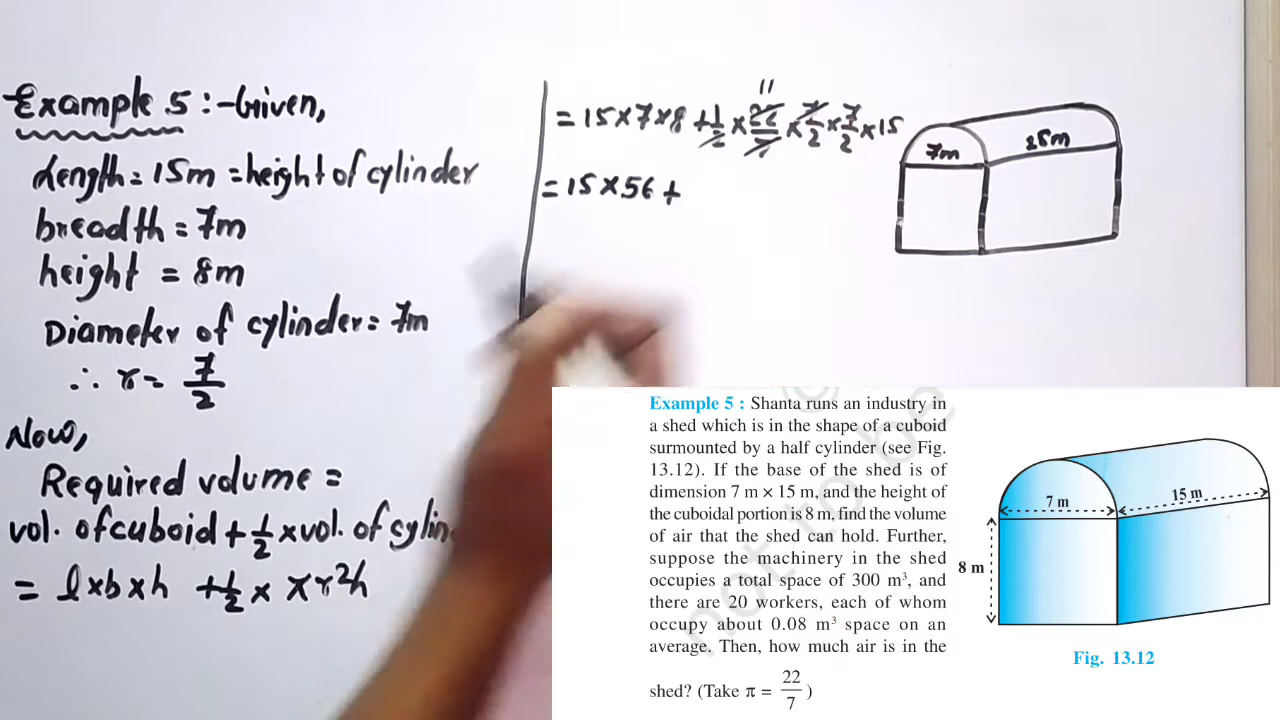 Example 5 :- Given,
Length = 15m = height of cylinder
breadth = 7m
height = 8m
Diameter of cylinder = 7m
∴ r = 7/2
Now,
Required volume =
vol. of cuboid + 1/2 × vol. of cylin
= l×b×h + 1/2 × πr²h
= 15×7×8 + 1/2 × 22/7 × 7/2 × 7/2 × 15
11
= 15×56 +
7m
15m
Example 5 : Shanta runs an industry in
a shed which is in the shape of a cuboid
surmounted by a half cylinder (see Fig.
13.12). If the base of the shed is of
dimension 7 m × 15 m, and the height of
the cuboidal portion is 8 m, find the volume
of air that the shed can hold. Further,
suppose the machinery in the shed
occupies a total space of 300 m³, and
there are 20 workers, each of whom
occupy about 0.08 m³ space on an
average. Then, how much air is in the
shed? (Take π = 22/7)
7 m
15 m
8 m
Fig. 13.12
not to be